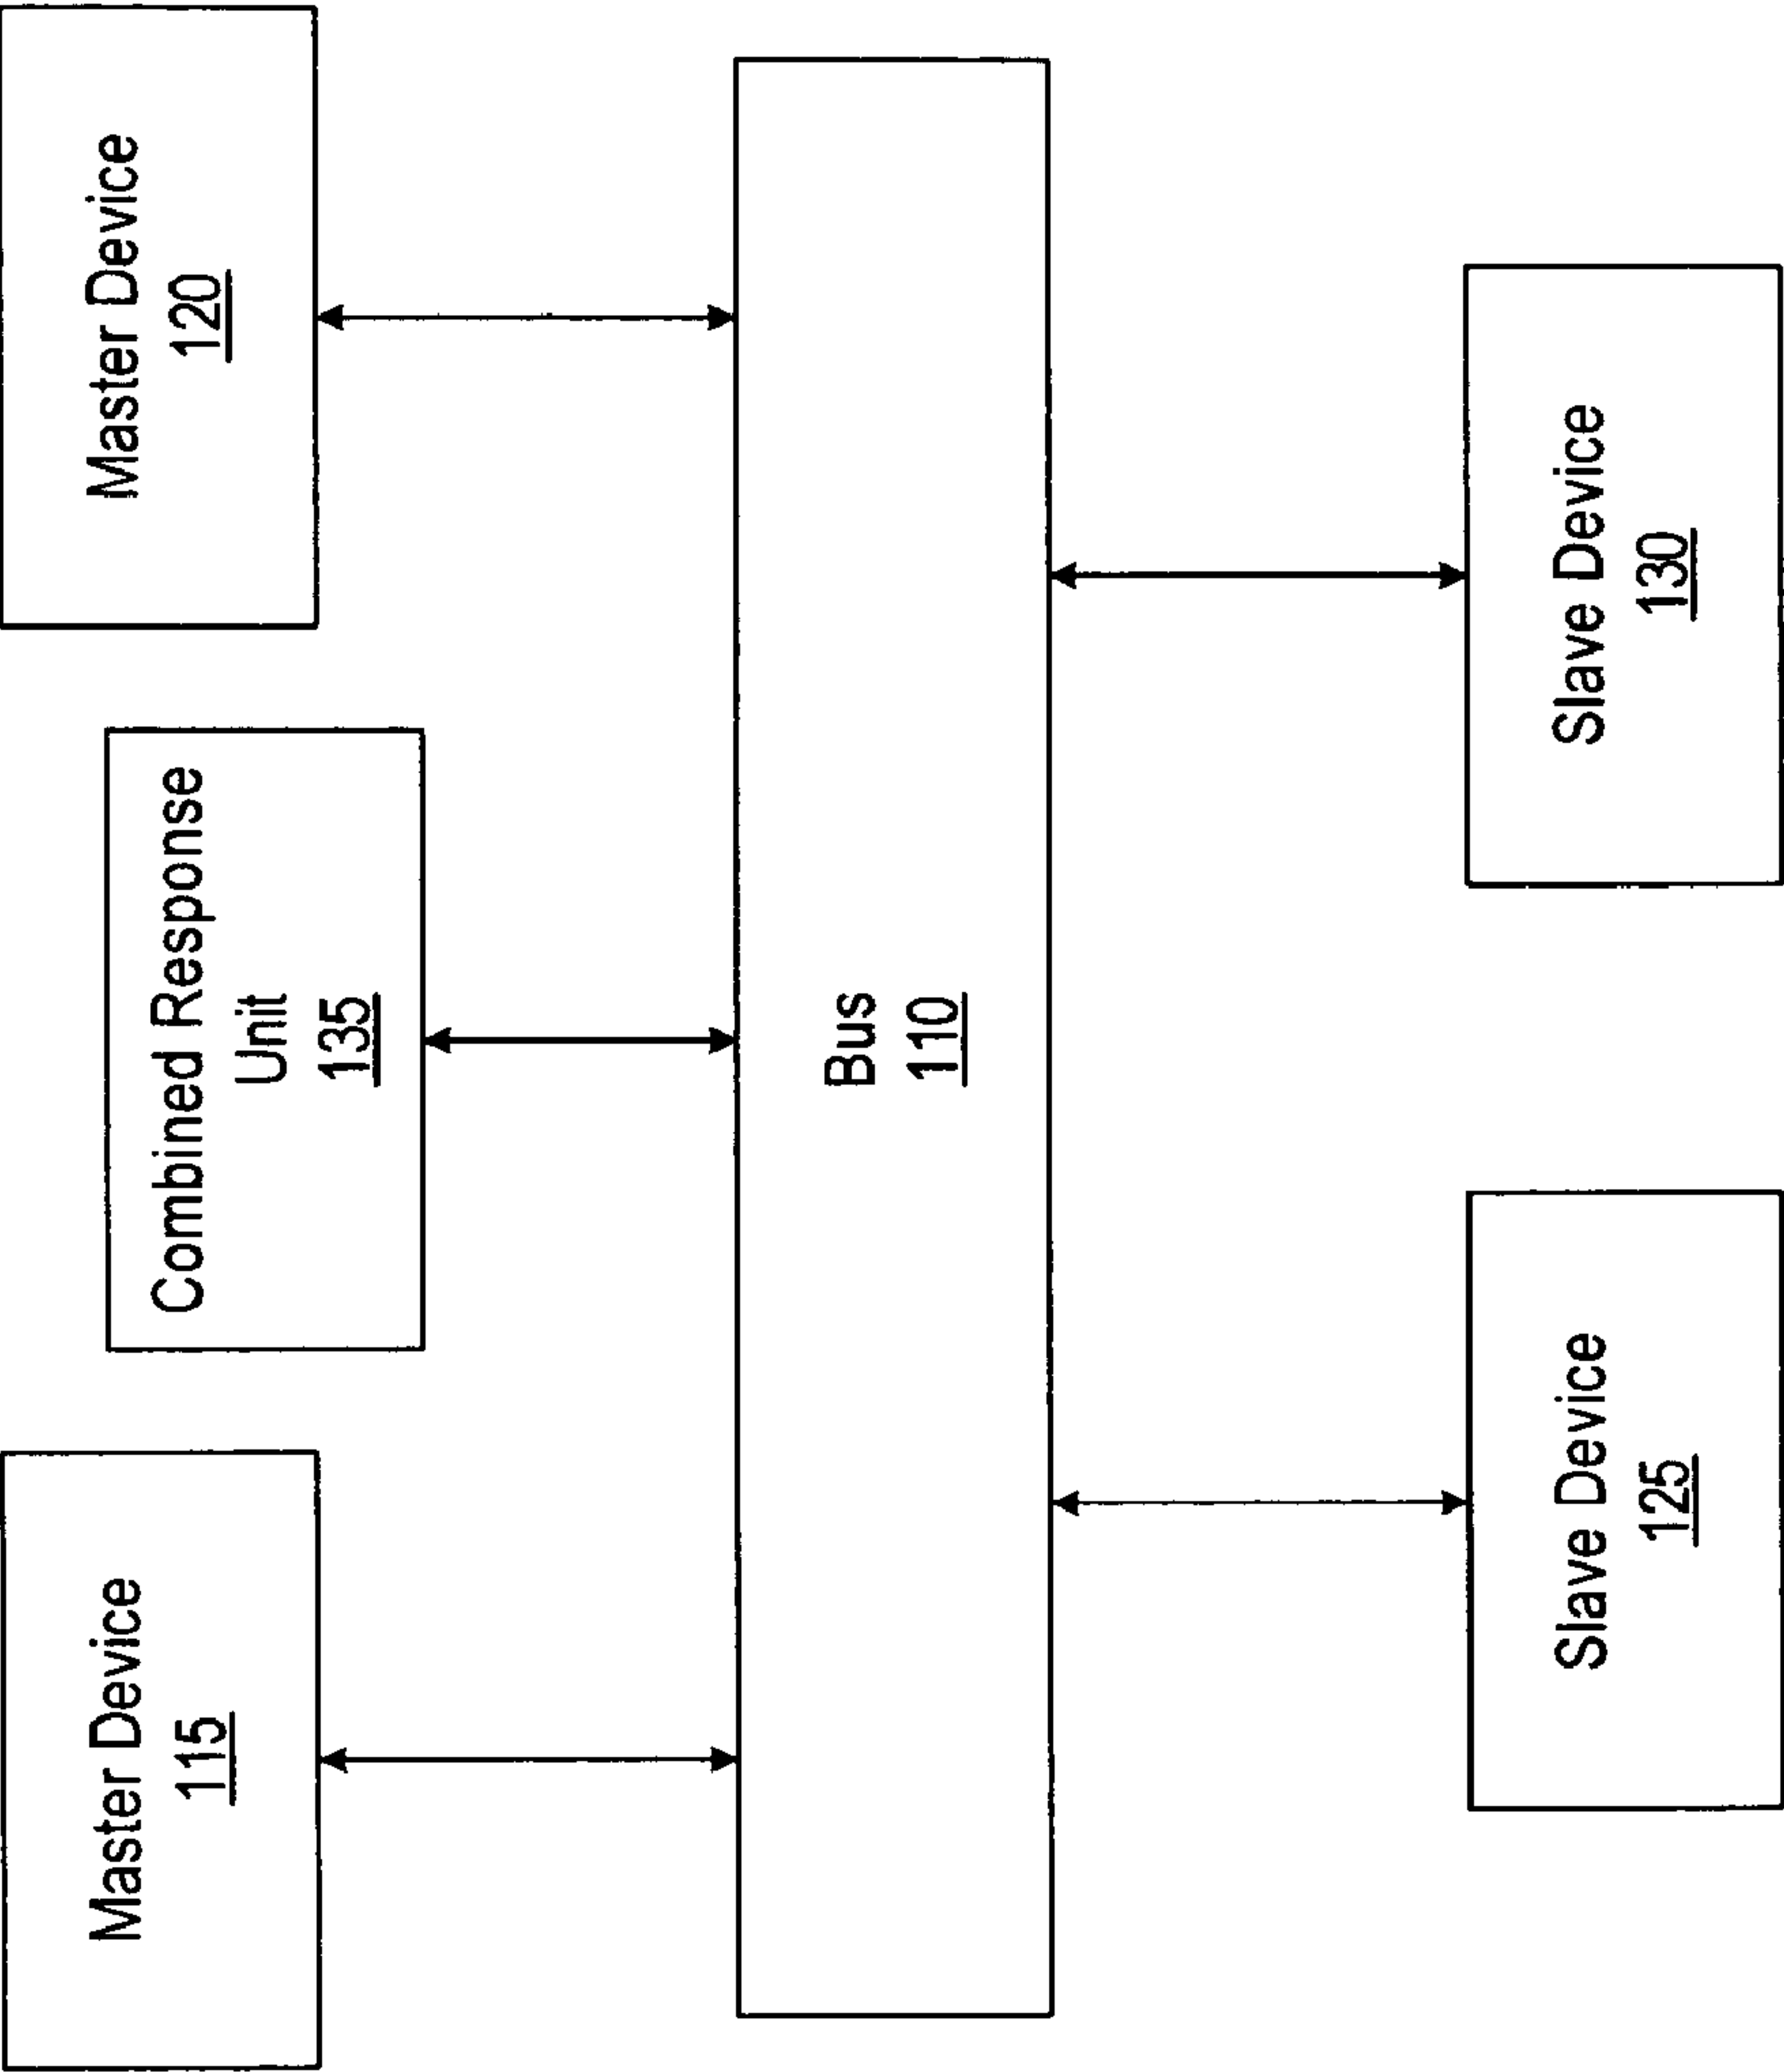 Master Device
115
Combined Response
Unit
135
Master Device
120
Bus
110
Slave Device
125
Slave Device
130